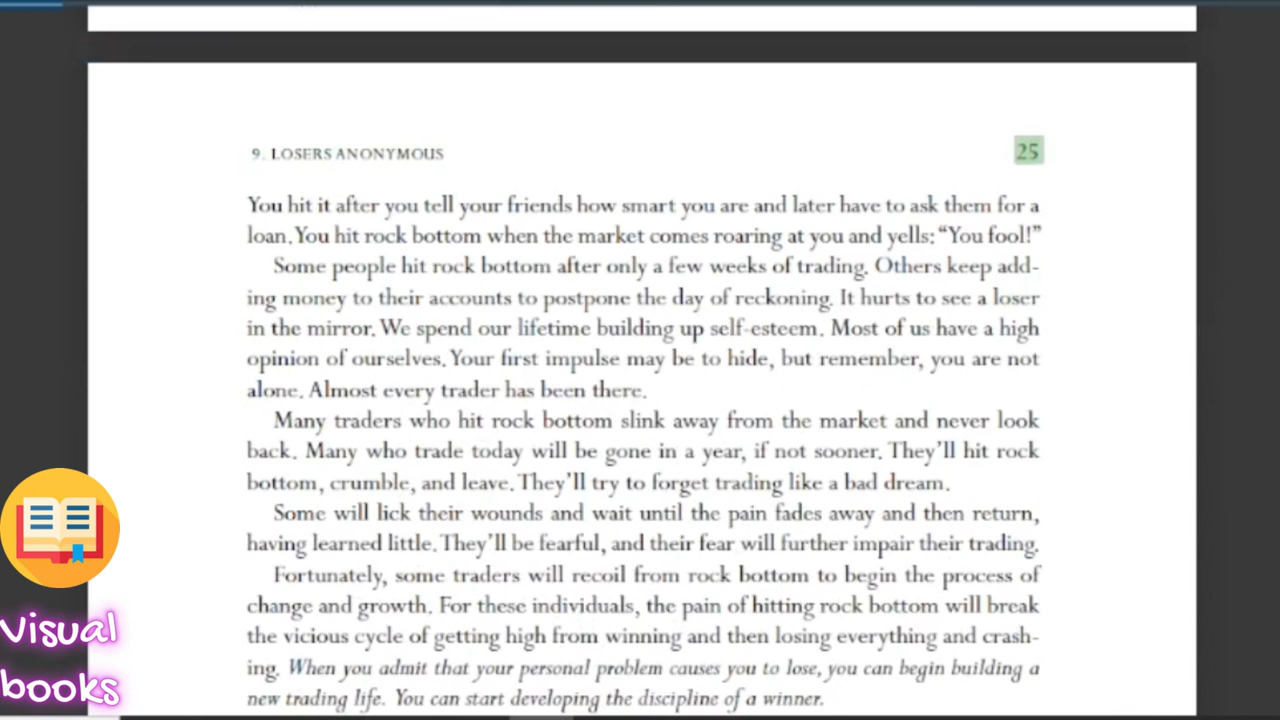 9. LOSERS ANONYMOUS 25
You hit it after you tell your friends how smart you are and later have to ask them for a
loan. You hit rock bottom when the market comes roaring at you and yells: “You fool!”
Some people hit rock bottom after only a few weeks of trading. Others keep add-
ing money to their accounts to postpone the day of reckoning. It hurts to see a loser
in the mirror. We spend our lifetime building up self-esteem. Most of us have a high
opinion of ourselves. Your first impulse may be to hide, but remember, you are not
alone. Almost every trader has been there.
Many traders who hit rock bottom slink away from the market and never look
back. Many who trade today will be gone in a year, if not sooner. They’ll hit rock
bottom, crumble, and leave. They’ll try to forget trading like a bad dream.
Some will lick their wounds and wait until the pain fades away and then return,
having learned little. They’ll be fearful, and their fear will further impair their trading.
Fortunately, some traders will recoil from rock bottom to begin the process of
change and growth. For these individuals, the pain of hitting rock bottom will break
the vicious cycle of getting high from winning and then losing everything and crash-
ing. When you admit that your personal problem causes you to lose, you can begin building a
new trading life. You can start developing the discipline of a winner.
Visual
books